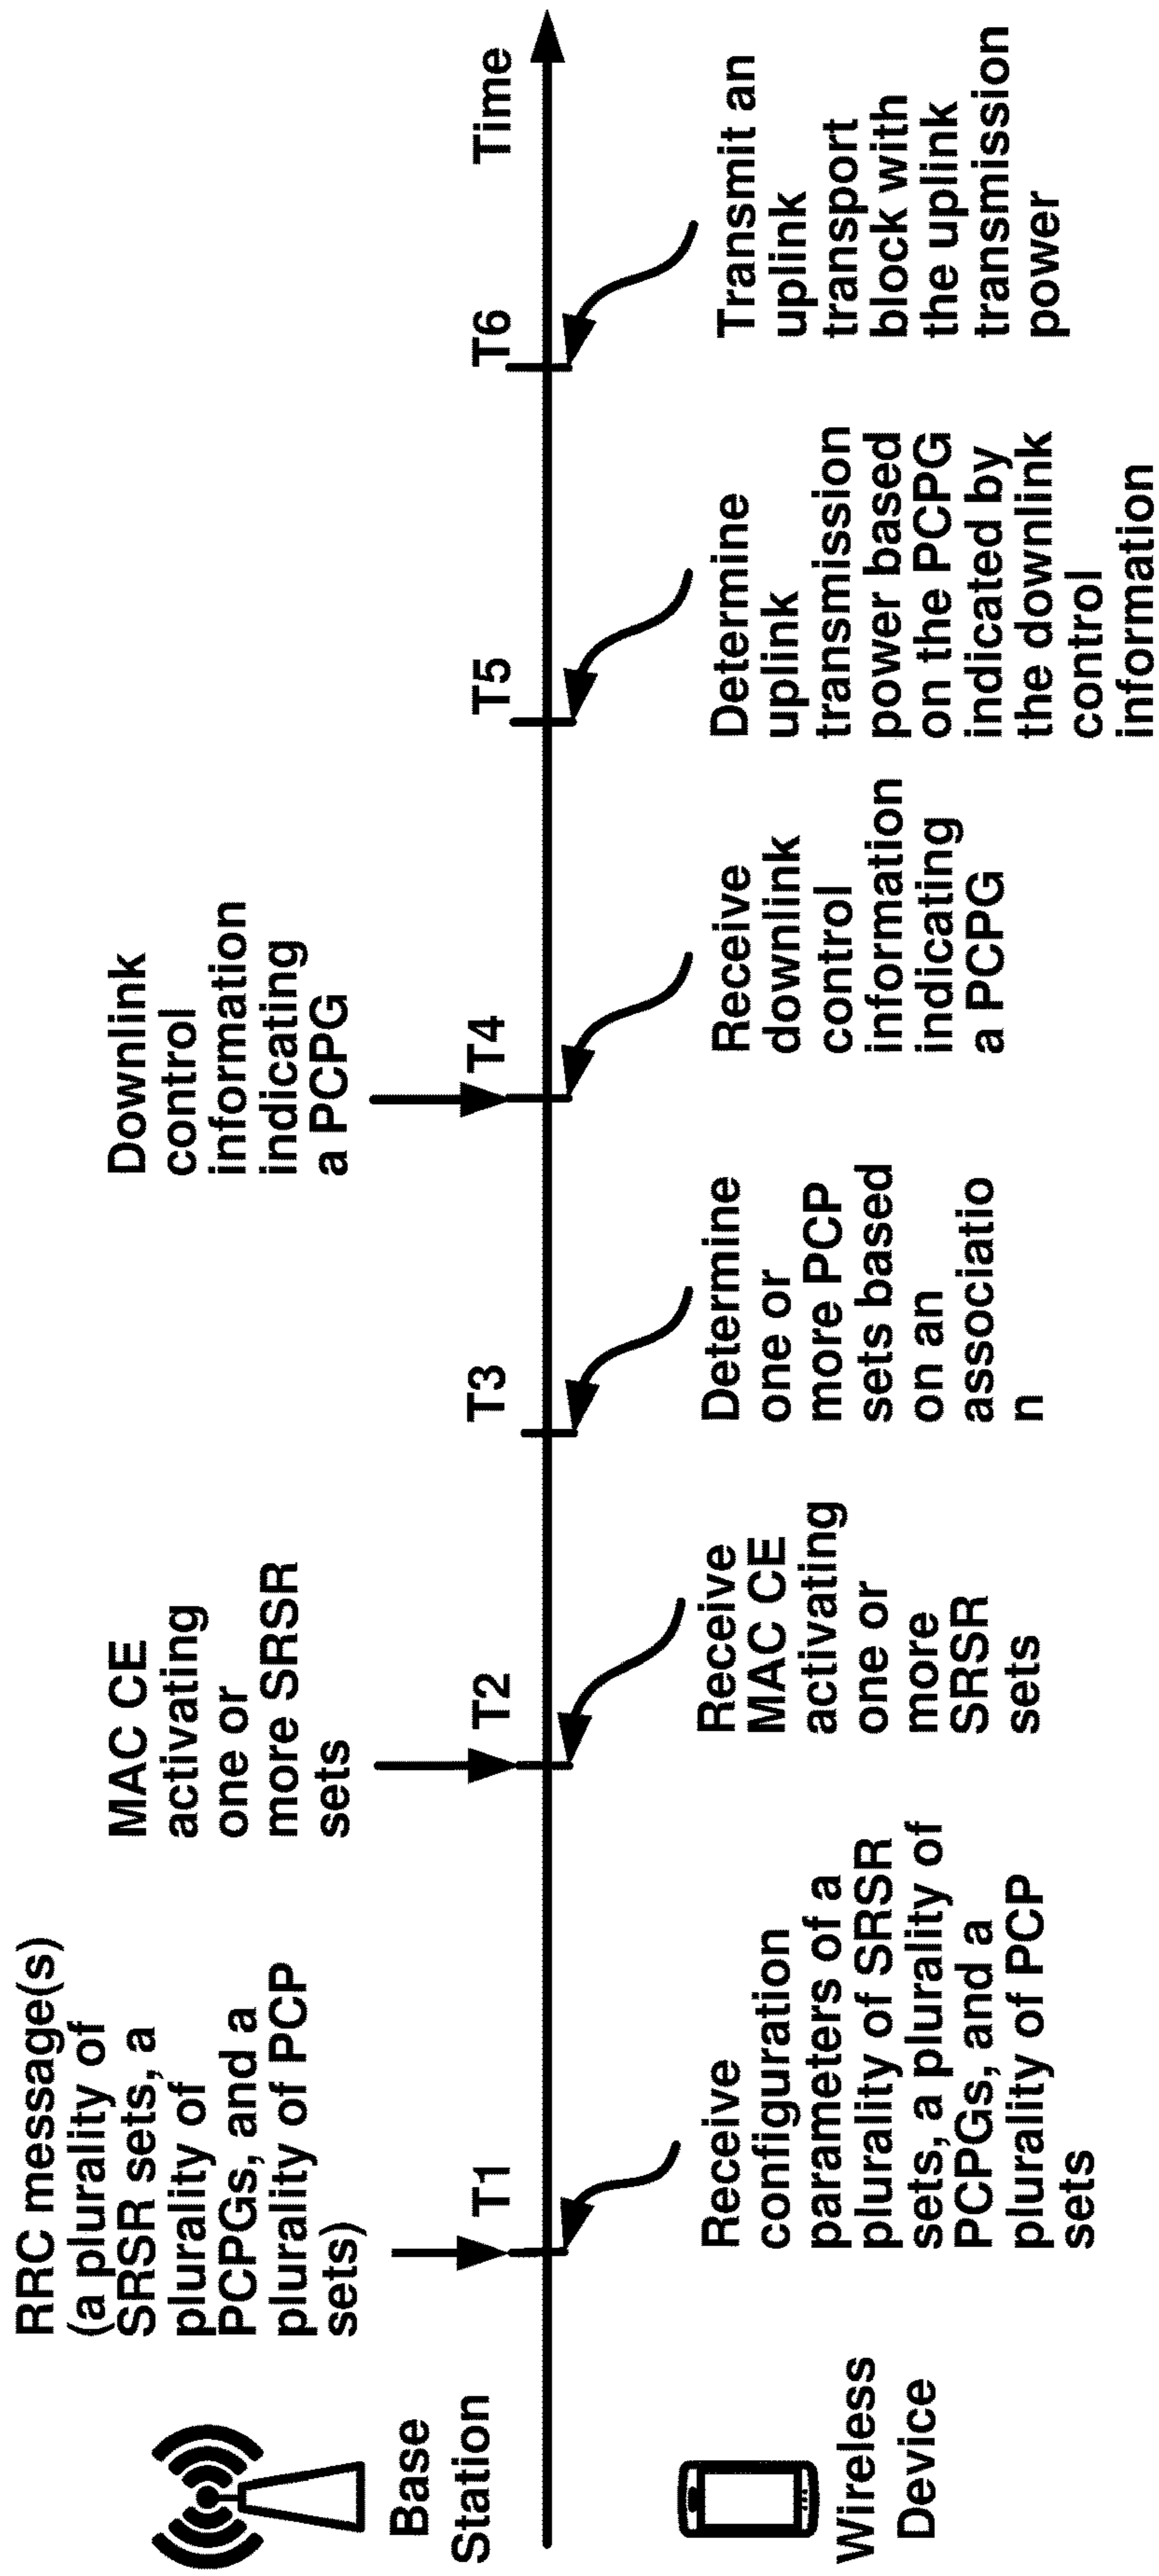 Base
Station
RRC message(s)
(a plurality of
SRSR sets, a
plurality of
PCPGs, and a
plurality of PCP
sets)
MAC CE
activating
one or
more SRSR
sets
Downlink
control
information
indicating
a PCPG
T1
T2
T3
T4
T5
T6
Time
Wireless
Device
Receive
configuration
parameters of a
plurality of SRSR
sets, a plurality of
PCPGs, and a
plurality of PCP
sets
Receive
MAC CE
activating
one or
more
SRSR
sets
Determine
one or
more PCP
sets based
on an
associatio
n
Receive
downlink
control
information
indicating
a PCPG
Determine
uplink
transmission
power based
on the PCPG
indicated by
the downlink
control
information
Transmit an
uplink
transport
block with
the uplink
transmission
power